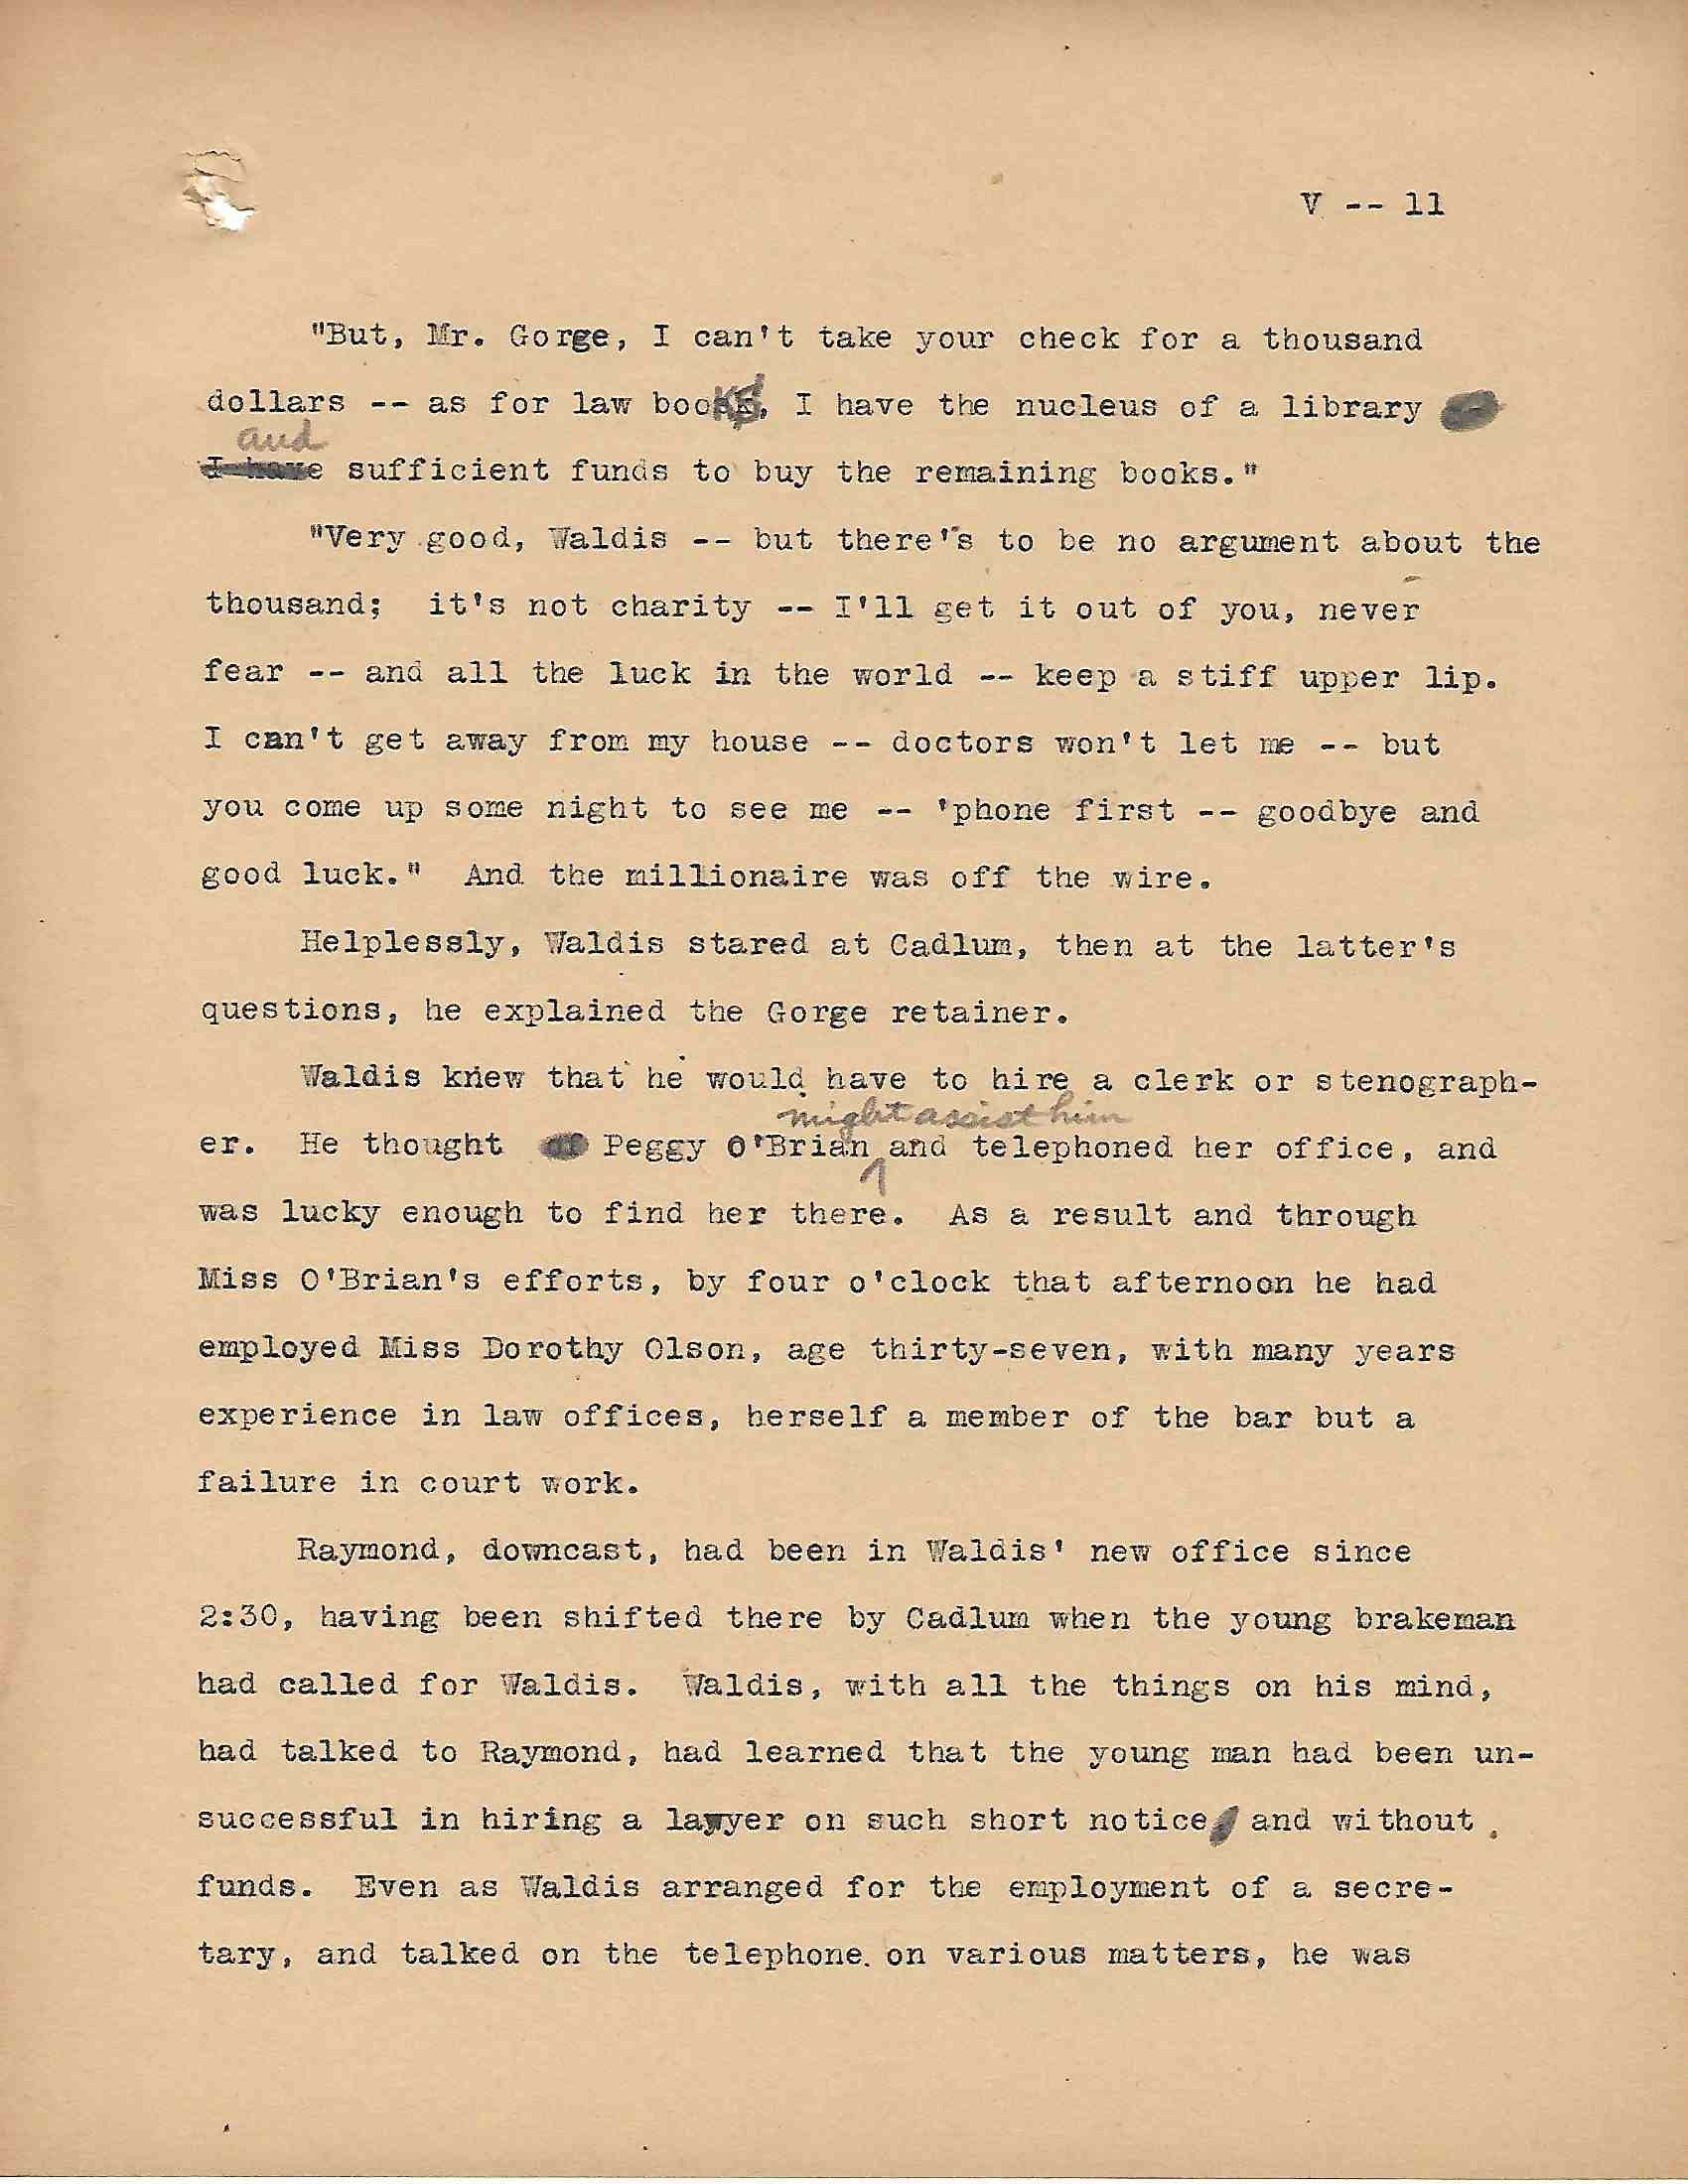 V -- 11
"But, Mr. Gorge, I can't take your check for a thousand
dollars -- as for law books, I have the nucleus of a library
and
I have sufficient funds to buy the remaining books."
"Very good, Waldis -- but there's to be no argument about the
thousand;  it's not charity -- I'll get it out of you, never
fear -- and all the luck in the world -- keep a stiff upper lip.
I can't get away from my house -- doctors won't let me -- but
you come up some night to see me -- 'phone first -- goodbye and
good luck."  And the millionaire was off the wire.
Helplessly, Waldis stared at Cadlum, then at the latter's
questions, he explained the Gorge retainer.
Waldis knew that he would have to hire a clerk or stenograph-
might assist him
er.  He thought of Peggy O'Brian and telephoned her office, and
was lucky enough to find her there.  As a result and through
Miss O'Brian's efforts, by four o'clock that afternoon he had
employed Miss Dorothy Olson, age thirty-seven, with many years
experience in law offices, herself a member of the bar but a
failure in court work.
Raymond, downcast, had been in Waldis' new office since
2:30, having been shifted there by Cadlum when the young brakeman
had called for Waldis.  Waldis, with all the things on his mind,
had talked to Raymond, had learned that the young man had been un-
successful in hiring a lawyer on such short notice and without
funds.  Even as Waldis arranged for the employment of a secre-
tary, and talked on the telephone on various matters, he was